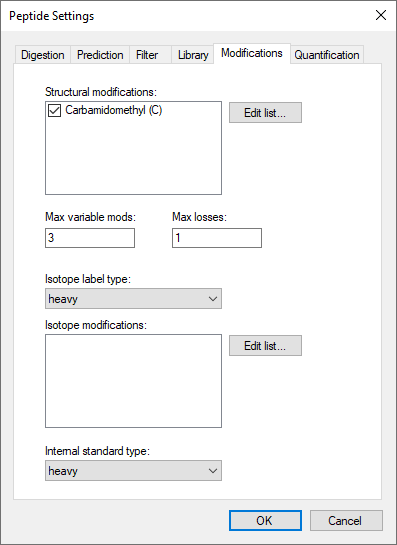 Peptide Settings
Digestion Prediction Filter Library Modifications Quantification
Structural modifications:
Carbamidomethyl (C)
Edit list...
Max variable mods: Max losses:
3 1
Isotope label type:
heavy
Isotope modifications:
Edit list...
Internal standard type:
heavy
OK Cancel